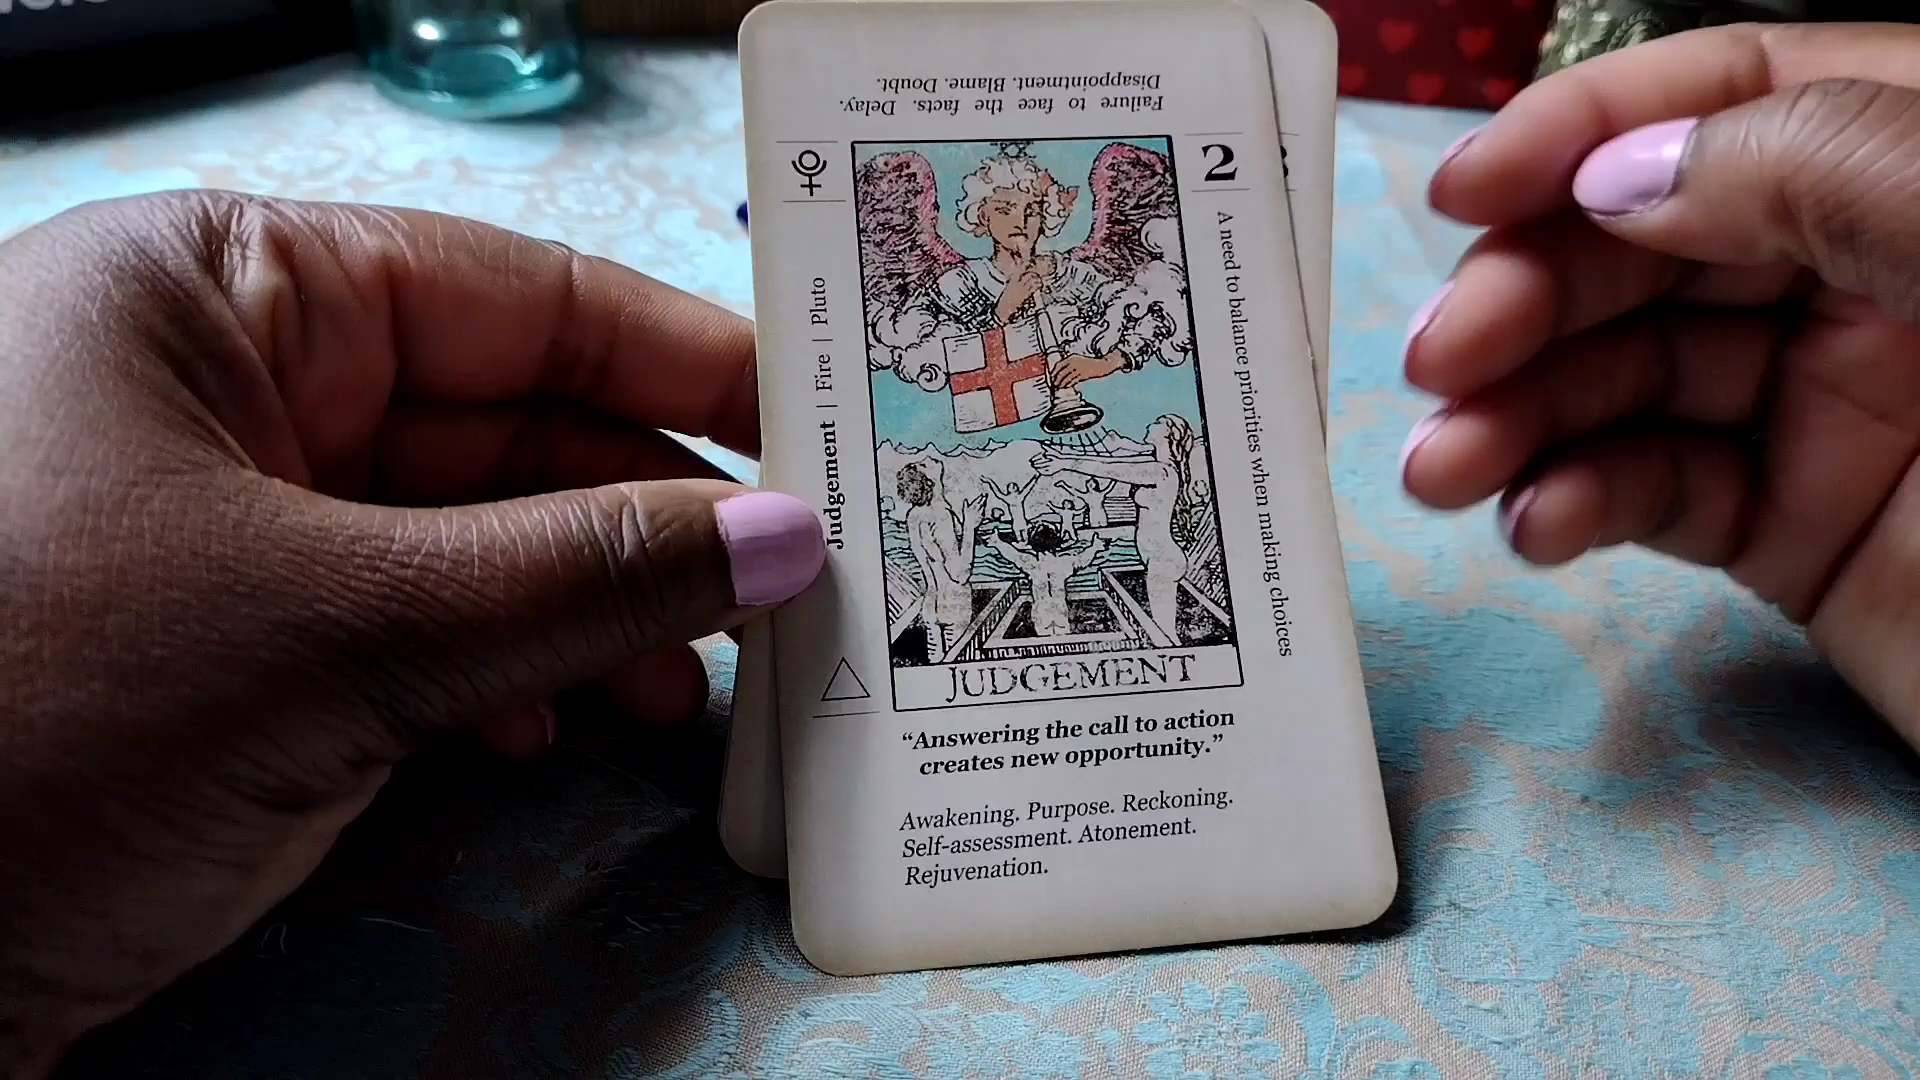 Failure to face the facts. Delay.
Disappointment. Blame. Doubt.
2
Judgement | Fire | Pluto
A need to balance priorities when making choices
JUDGEMENT
“Answering the call to action
creates new opportunity.”
Awakening. Purpose. Reckoning.
Self-assessment. Atonement.
Rejuvenation.